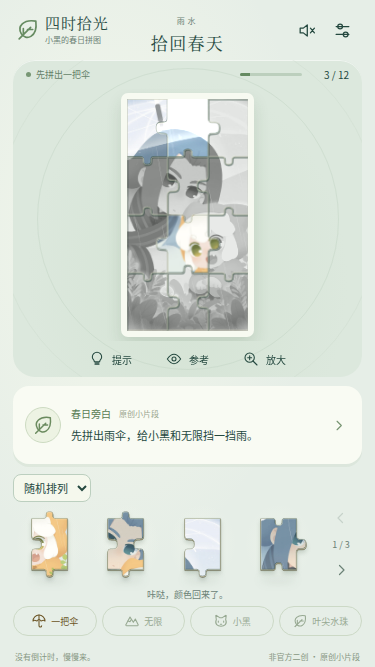 四时拾光
小黑的春日拼图
雨水
拾回春天
先拼出一把伞
3 / 12
提示
参考
放大
春日旁白 原创小片段
先拼出雨伞，给小黑和无限挡一挡雨。
随机排列
1 / 3
咔哒，颜色回来了。
一把伞
无限
小黑
叶尖水珠
没有倒计时，慢慢来。
非官方二创 · 原创片段